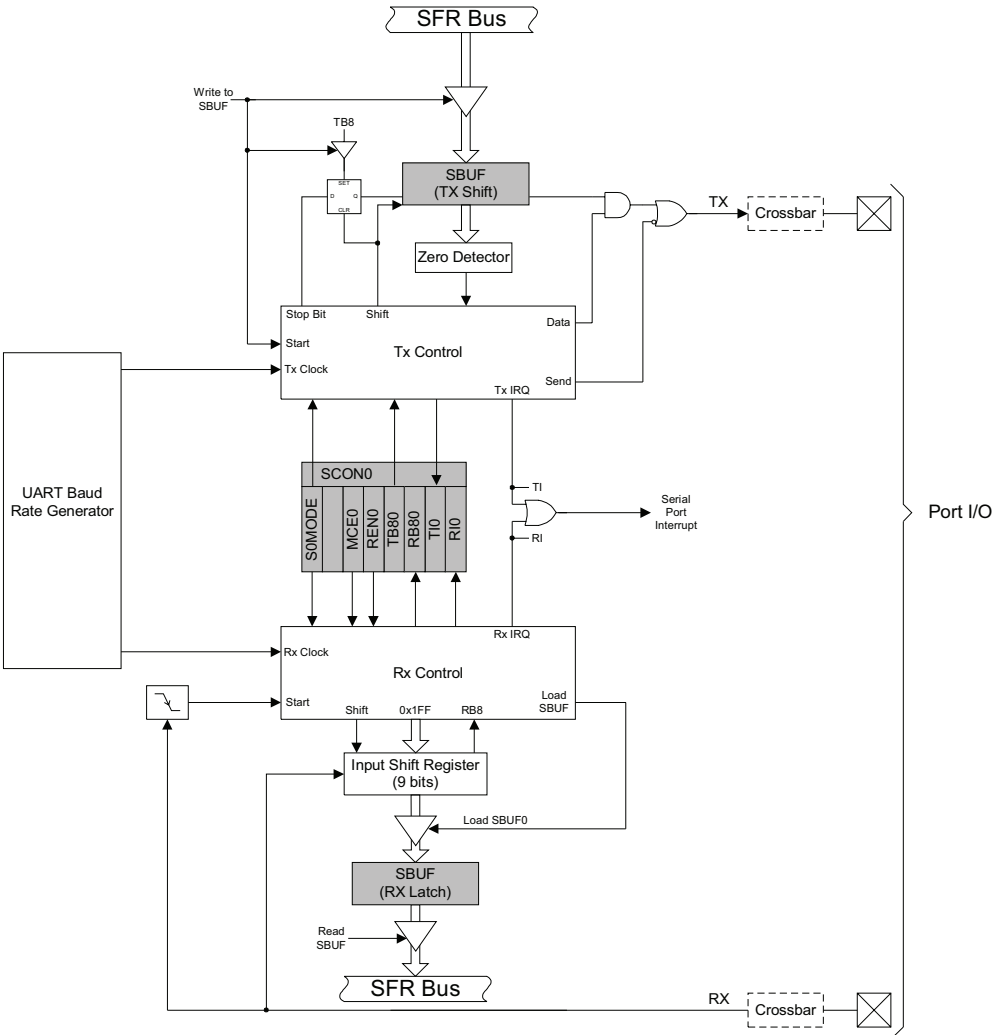 SFR Bus
Write to
SBUF
TB8
SET
D
Q
CLR
SBUF
(TX Shift)
TX
Crossbar
Zero Detector
Stop Bit
Shift
Data
Start
Tx Control
Tx Clock
Send
Tx IRQ
UART Baud
Rate Generator
SCON0
S0MODE
MCE0
REN0
TB80
RB80
TI0
RI0
TI
Serial
Port
Interrupt
RI
Port I/O
Rx IRQ
Rx Clock
Rx Control
Start
Load
SBUF
Shift
0x1FF
RB8
Input Shift Register
(9 bits)
Load SBUF0
SBUF
(RX Latch)
Read
SBUF
SFR Bus
RX
Crossbar